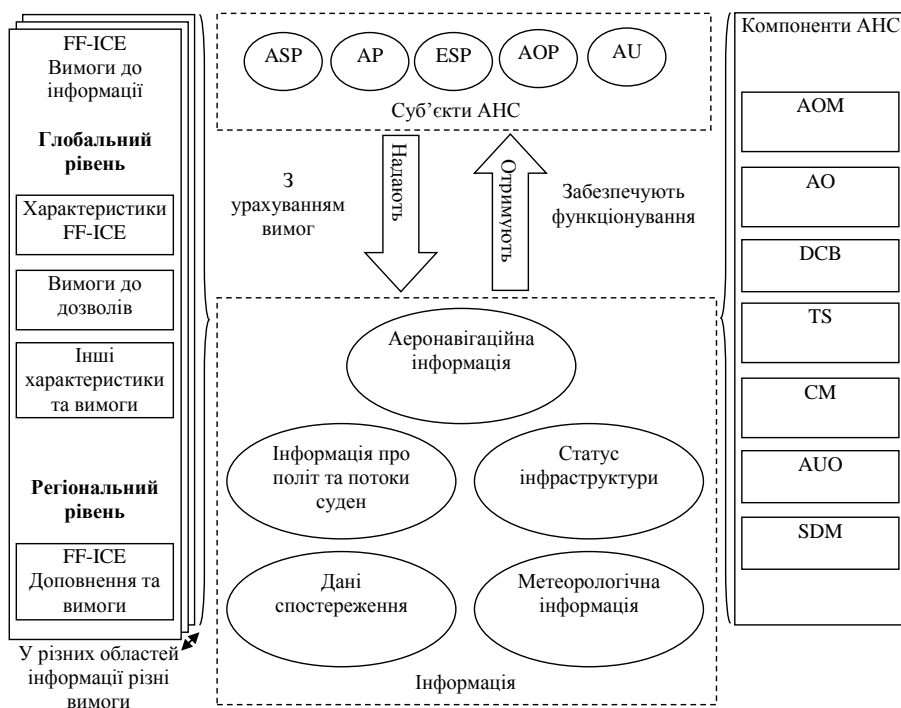 FF-ICE
Вимоги до
інформації
Глобальний
рівень
Характеристики
FF-ICE
Вимоги до
дозволів
Інші
характеристики
та вимоги
Регіональний
рівень
FF-ICE
Доповнення та
вимоги
У різних областей
інформації різні
вимоги
ASP
AP
ESP
AOP
AU
Суб’єкти АНС
З
урахуванням
вимог
Надають
Отримують
Забезпечують
функціонування
Аеронавігаційна
інформація
Інформація про
політ та потоки
суден
Статус
інфраструктури
Дані
спостереження
Метеорологічна
інформація
Інформація
Компоненти АНС
AOM
AO
DCB
TS
CM
AUO
SDM